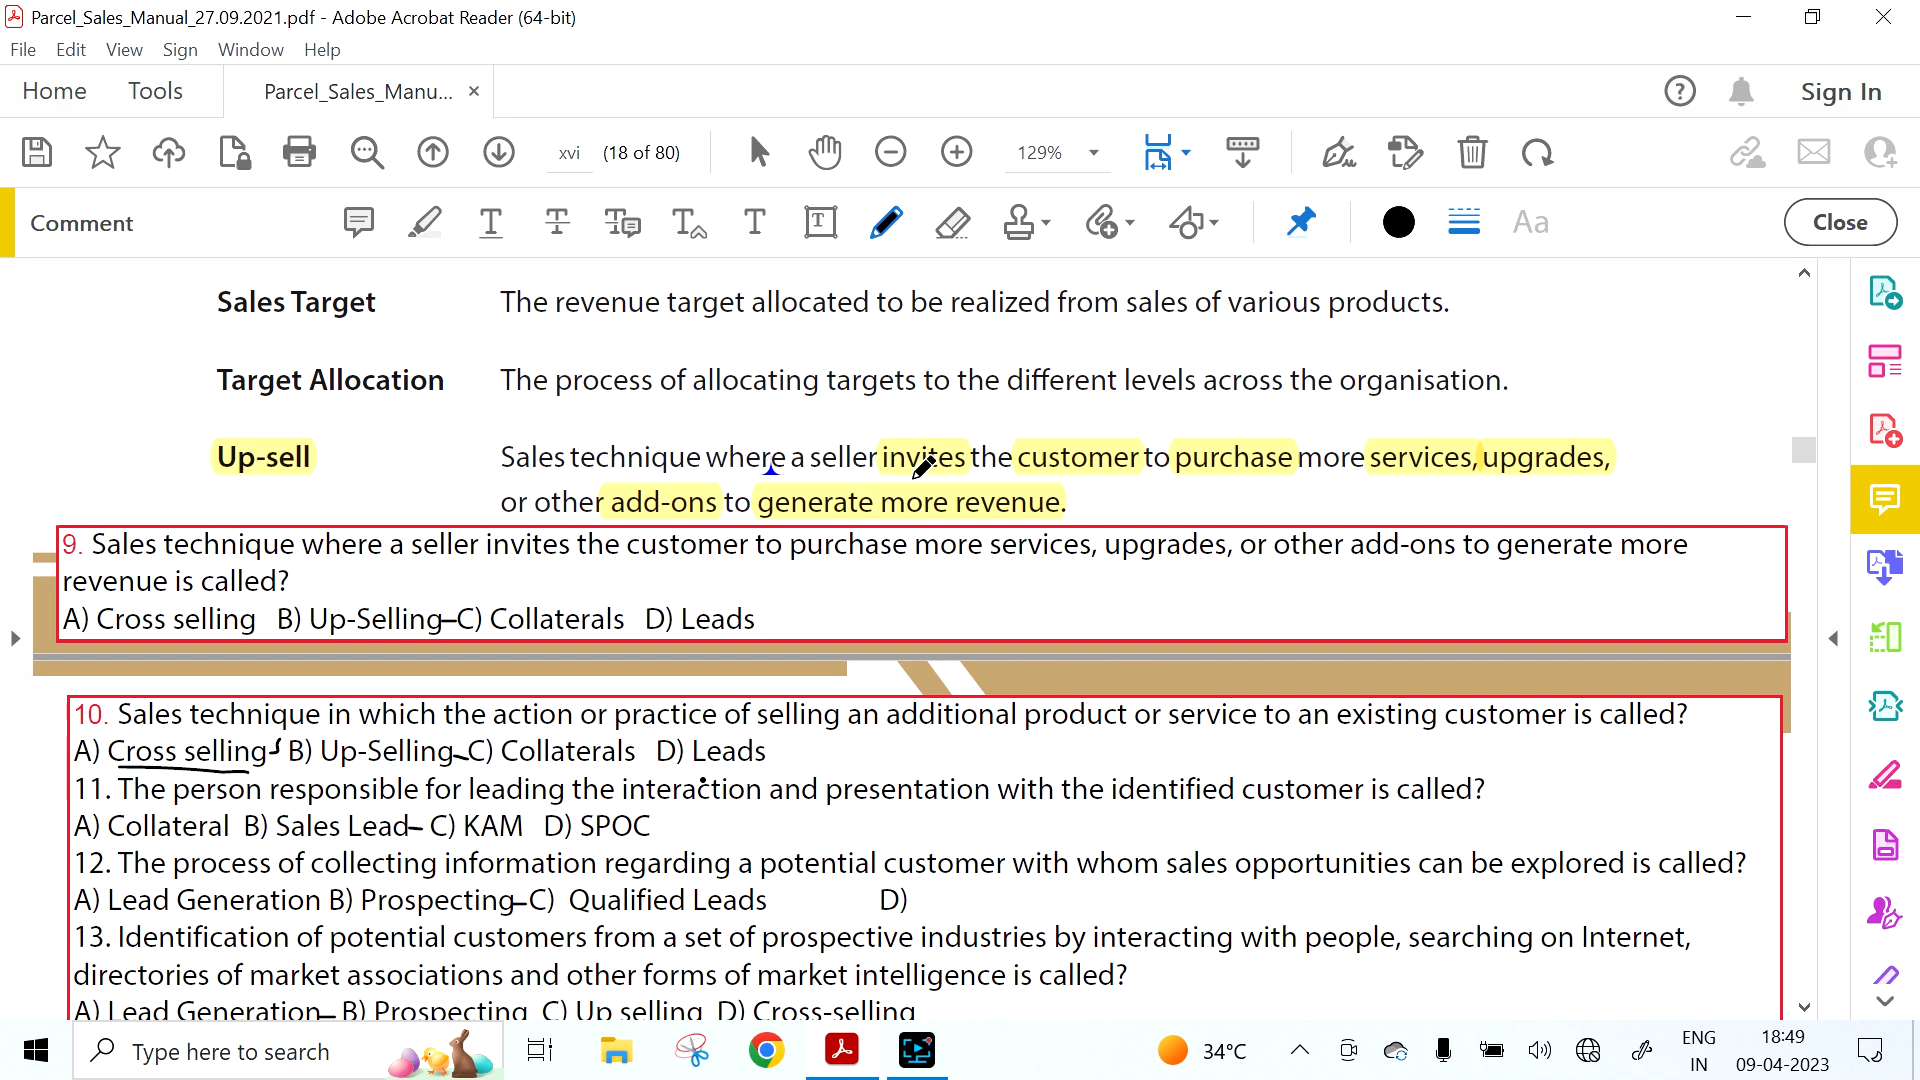 Parcel_Sales_Manual_27.09.2021.pdf - Adobe Acrobat Reader (64-bit)
File Edit View Sign Window Help
Home Tools Parcel_Sales_Manu... × Sign In
xvi (18 of 80) 129%
Comment Aa Close
Sales Target The revenue target allocated to be realized from sales of various products.
Target Allocation The process of allocating targets to the different levels across the organisation.
Up-sell Sales technique where a seller invites the customer to purchase more services, upgrades,
or other add-ons to generate more revenue.
9. Sales technique where a seller invites the customer to purchase more services, upgrades, or other add-ons to generate more
revenue is called?
A) Cross selling B) Up-Selling C) Collaterals D) Leads
10. Sales technique in which the action or practice of selling an additional product or service to an existing customer is called?
A) Cross selling B) Up-Selling C) Collaterals D) Leads
11. The person responsible for leading the interaction and presentation with the identified customer is called?
A) Collateral B) Sales Lead C) KAM D) SPOC
12. The process of collecting information regarding a potential customer with whom sales opportunities can be explored is called?
A) Lead Generation B) Prospecting C) Qualified Leads D)
13. Identification of potential customers from a set of prospective industries by interacting with people, searching on Internet,
directories of market associations and other forms of market intelligence is called?
A) Lead Generation B) Prospecting C) Up selling D) Cross-selling
Type here to search 34°C ENG 18:49
IN 09-04-2023